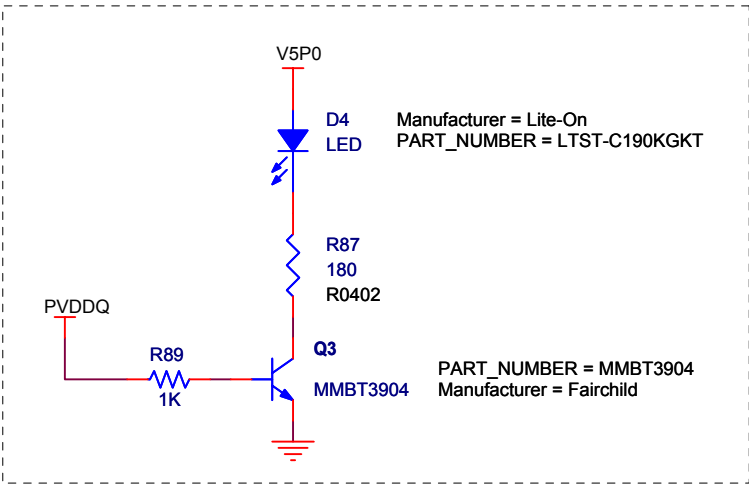 V5P0
D4
LED
Manufacturer = Lite-On
PART_NUMBER = LTST-C190KGKT
R87
180
R0402
PVDDQ
R89
1K
Q3
MMBT3904
PART_NUMBER = MMBT3904
Manufacturer = Fairchild